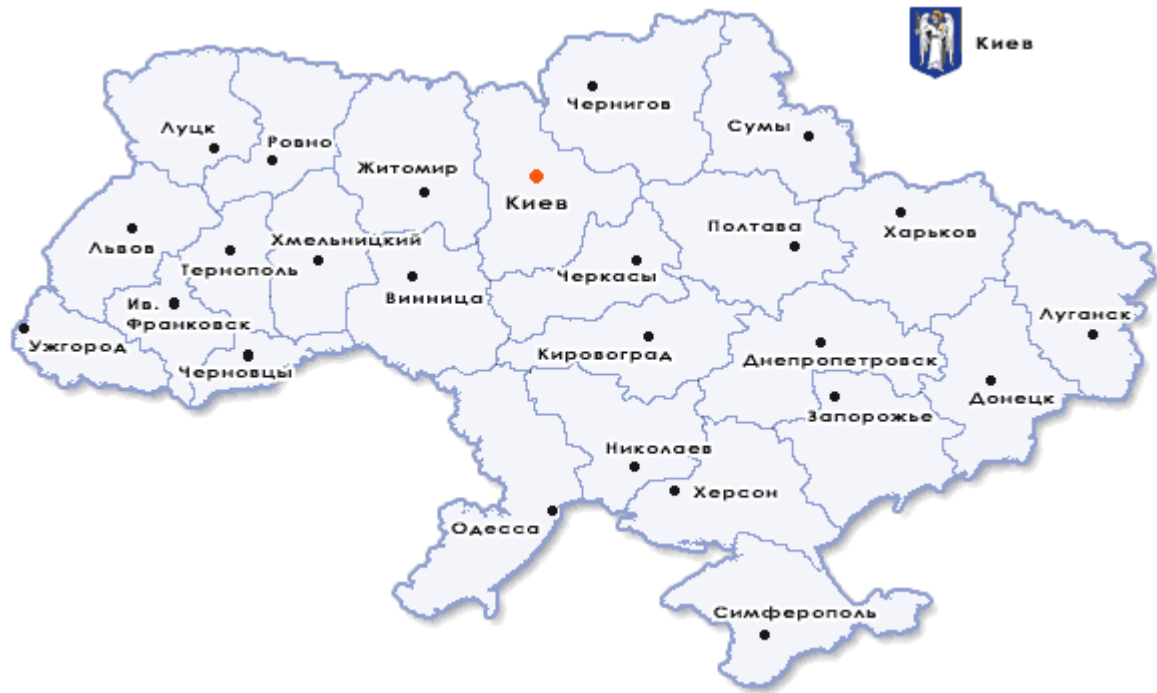 Киев
Чернигов
Сумы
Луцк
Ровно
Житомир
Киев
Полтава
Харьков
Львов
Хмельницкий
Тернополь
Черкасы
Винница
Ив.
Франковск
Луганск
Ужгород
Кировоград
Днепропетровск
Черновцы
Донецк
Запорожье
Николаев
Херсон
Одесса
Симферополь